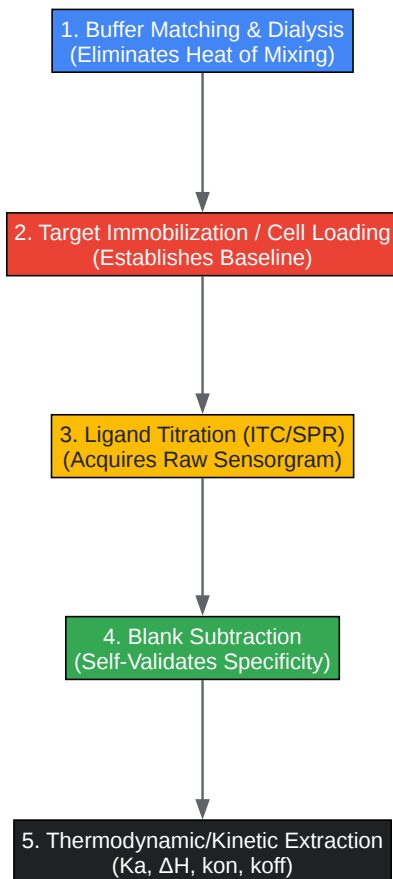 1. Buffer Matching & Dialysis
(Eliminates Heat of Mixing)
2. Target Immobilization / Cell Loading
(Establishes Baseline)
3. Ligand Titration (ITC/SPR)
(Acquires Raw Sensorgram)
4. Blank Subtraction
(Self-Validates Specificity)
5. Thermodynamic/Kinetic Extraction
(Ka, ΔH, kon, koff)